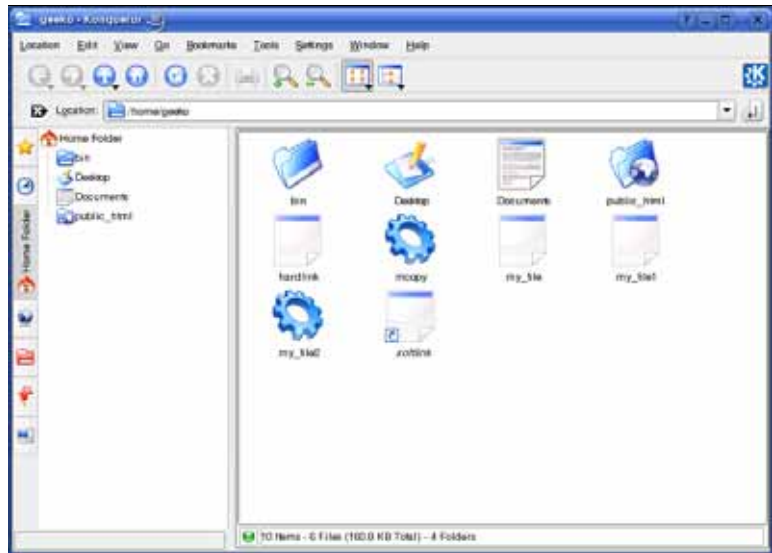 geeko - Konqueror
Location Edit View Go Bookmarks Tools Settings Window Help
Location: /home/geeko
Home Folder
bin
Desktop
Documents
public_html
Home Folder
bin Desktop Documents public_html
hardlink mcopy my_file my_file1
my_file2 softlink
10 Items - 6 Files (160.0 KB Total) - 4 Folders